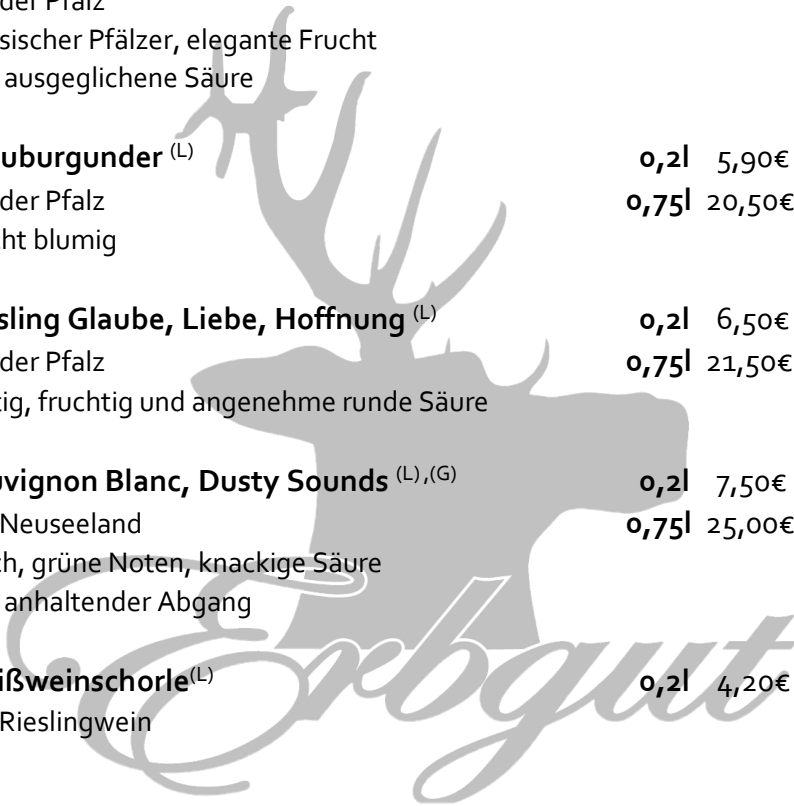 der Pfalz
sischer Pfälzer, elegante Frucht
ausgeglichene Säure
uburgunder (L) 0,2l 5,90€
der Pfalz 0,75l 20,50€
ht blumig
sling Glaube, Liebe, Hoffnung (L) 0,2l 6,50€
der Pfalz 0,75l 21,50€
tig, fruchtig und angenehme runde Säure
uvignon Blanc, Dusty Sounds (L),(G) 0,2l 7,50€
Neuseeland 0,75l 25,00€
ch, grüne Noten, knackige Säure
anhaltender Abgang
Erbgut
ißweinschorle(L) 0,2l 4,20€
Rieslingwein